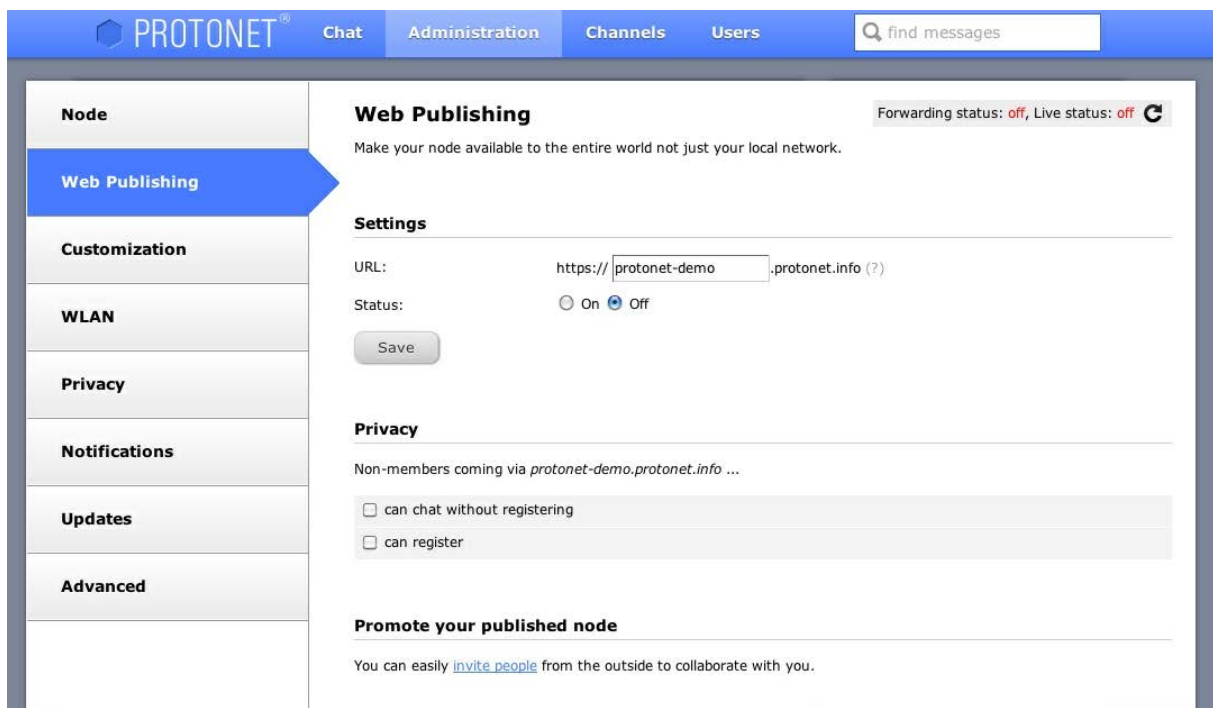 PROTONET® Chat Administration Channels Users find messages
Node
Web Publishing
Customization
WLAN
Privacy
Notifications
Updates
Advanced
Web Publishing
Forwarding status: off, Live status: off
Make your node available to the entire world not just your local network.
Settings
URL: https:// protonet-demo .protonet.info (?)
Status: On Off
Save
Privacy
Non-members coming via protonet-demo.protonet.info ...
can chat without registering
can register
Promote your published node
You can easily invite people from the outside to collaborate with you.